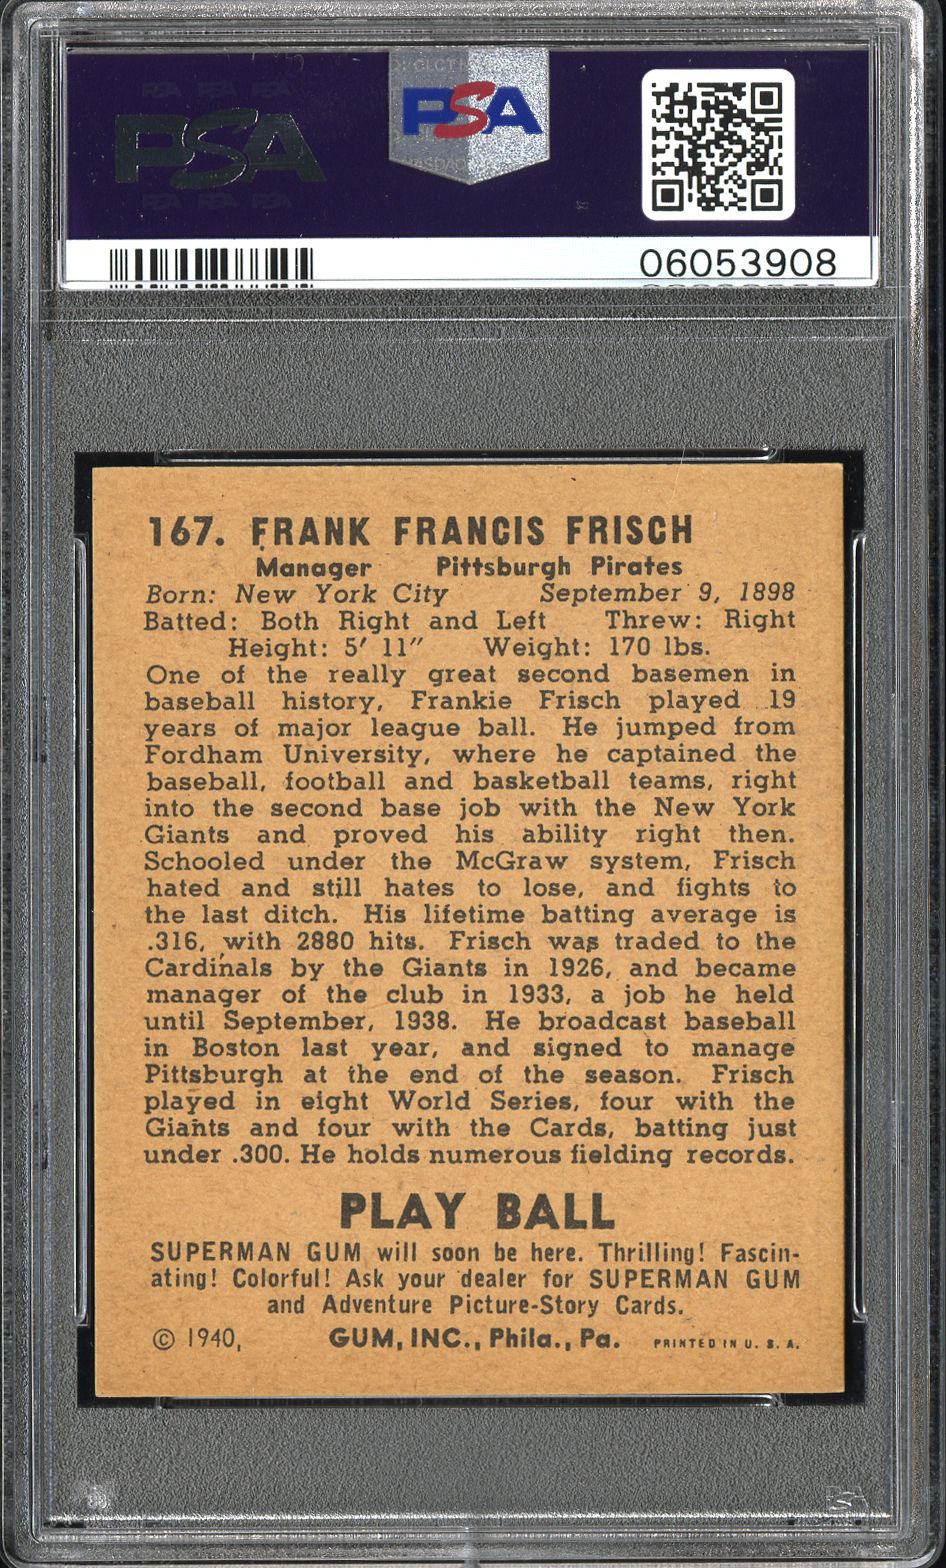 PSA
PSA
06053908
167. FRANK FRANCIS FRISCH
Manager Pittsburgh Pirates
Born: New York City September 9, 1898
Batted: Both Right and Left Threw: Right
Height: 5′ 11″ Weight: 170 lbs.
One of the really great second basemen in
baseball history, Frankie Frisch played 19
years of major league ball. He jumped from
Fordham University, where he captained the
baseball, football and basketball teams, right
into the second base job with the New York
Giants and proved his ability right then.
Schooled under the McGraw system, Frisch
hated and still hates to lose, and fights to
the last ditch. His lifetime batting average is
.316, with 2880 hits. Frisch was traded to the
Cardinals by the Giants in 1926, and became
manager of the club in 1933, a job he held
until September, 1938. He broadcast baseball
in Boston last year, and signed to manage
Pittsburgh at the end of the season. Frisch
played in eight World Series, four with the
Giants and four with the Cards, batting just
under .300. He holds numerous fielding records.
PLAY BALL
SUPERMAN GUM will soon be here. Thrilling! Fascin-
ating! Colorful! Ask your dealer for SUPERMAN GUM
and Adventure Picture-Story Cards.
© 1940, GUM, INC., Phila., Pa. PRINTED IN U. S. A.
PSA